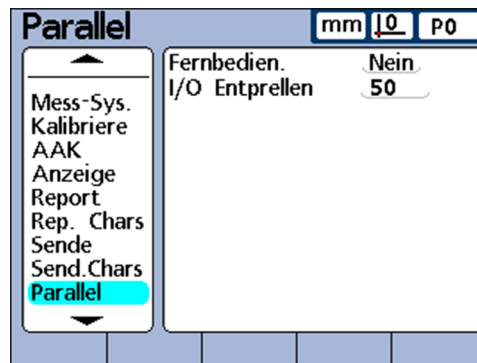 Parallel
mm 0 P0
Fernbedien. Nein
I/O Entprellen 50
Mess-Sys.
Kalibriere
AAK
Anzeige
Report
Rep. Chars
Sende
Send.Chars
Parallel